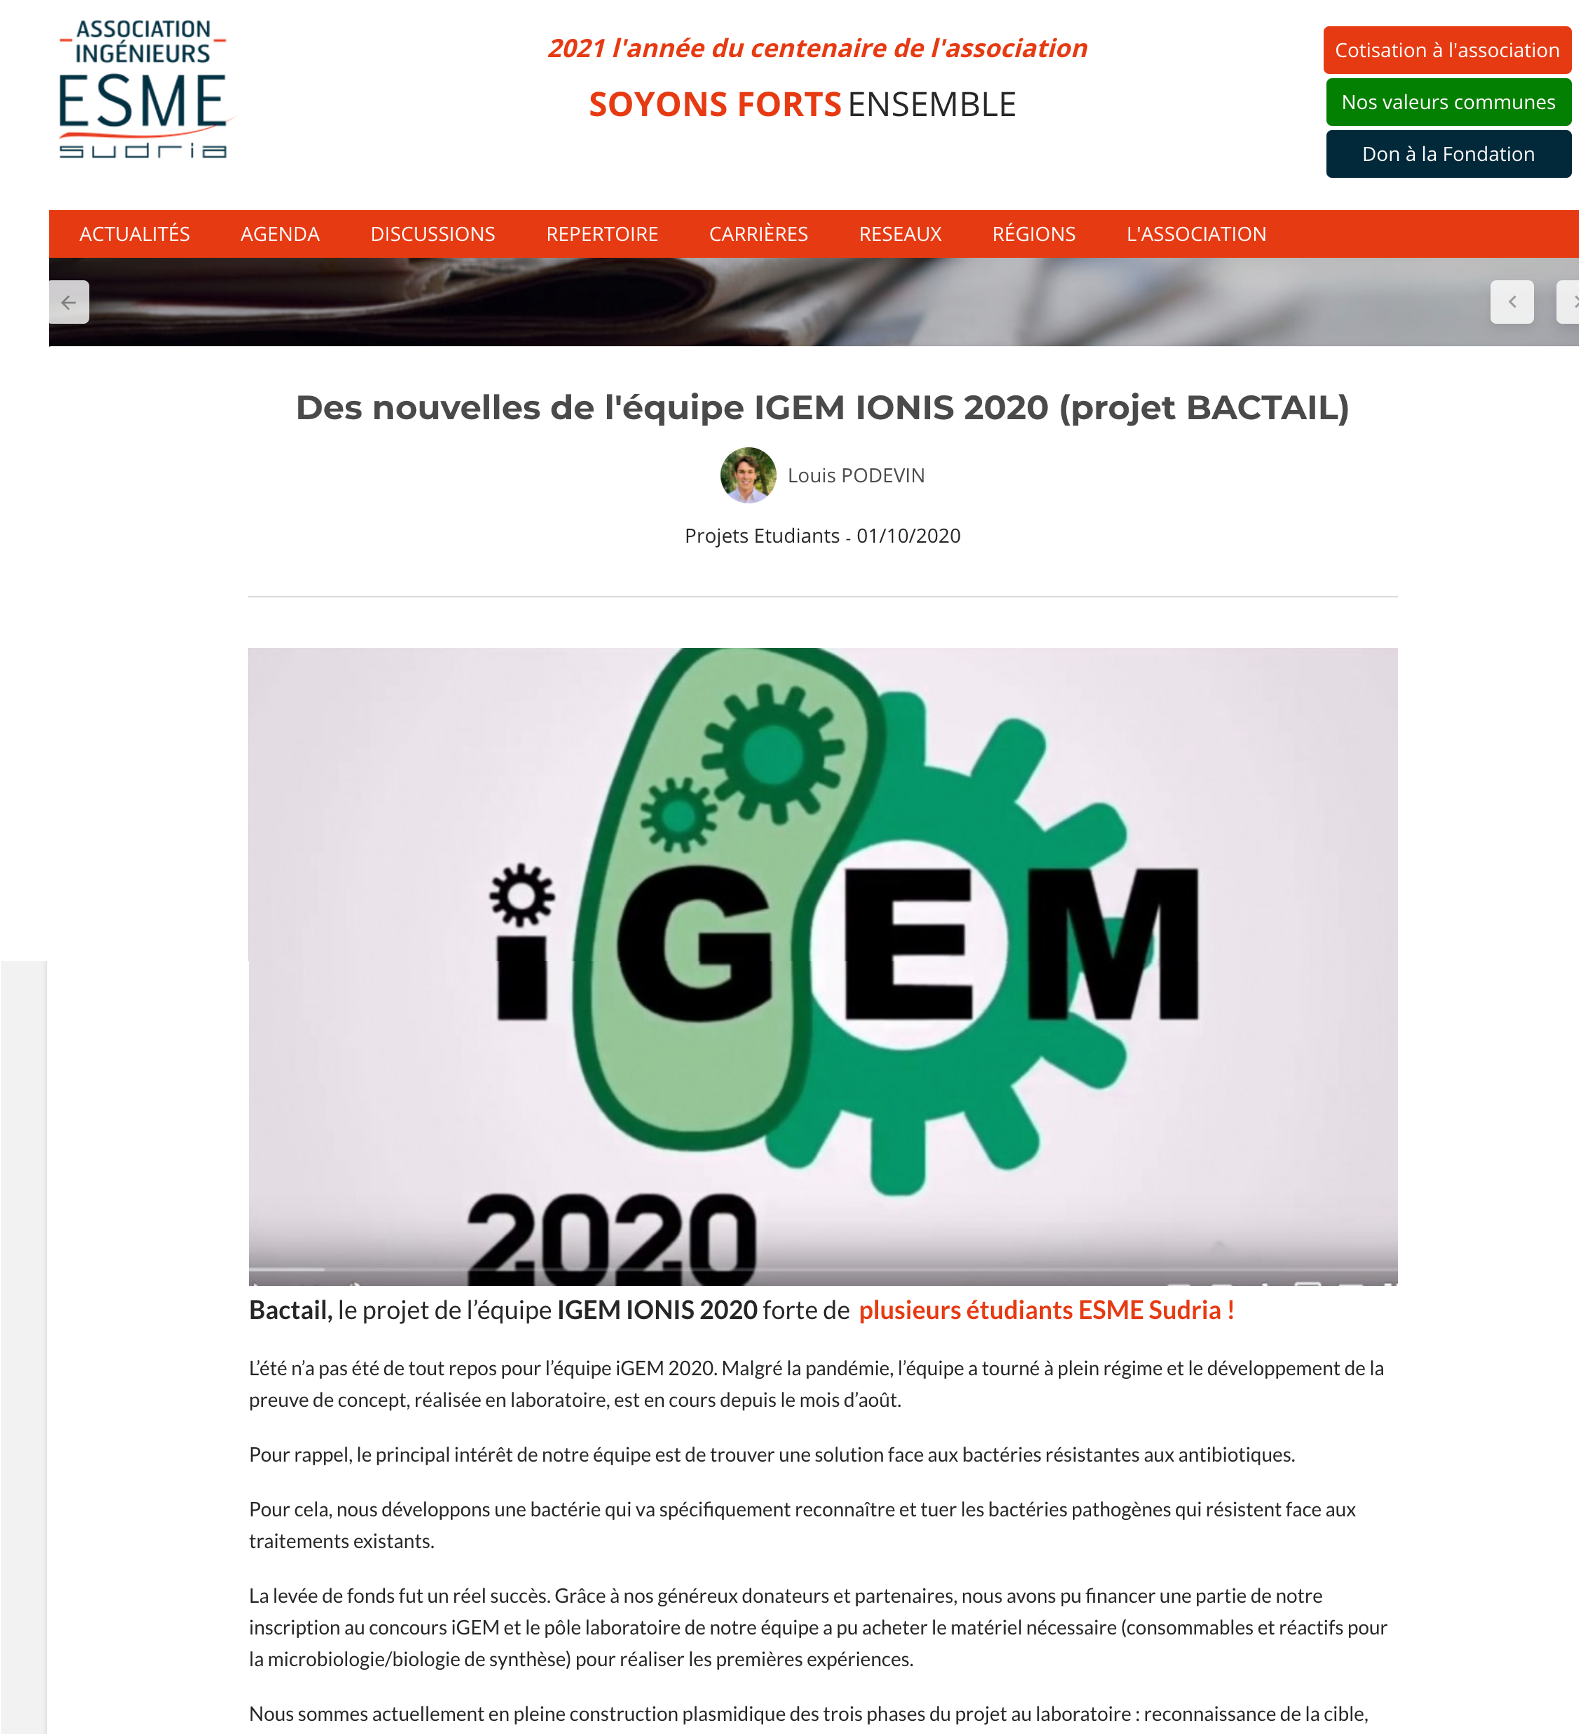 ASSOCIATION
INGÉNIEURS
ESME
sudria
2021 l'année du centenaire de l'association
SOYONS FORTS ENSEMBLE
Cotisation à l'association
Nos valeurs communes
Don à la Fondation
ACTUALITÉS AGENDA DISCUSSIONS REPERTOIRE CARRIÈRES RESEAUX RÉGIONS L'ASSOCIATION
Des nouvelles de l'équipe IGEM IONIS 2020 (projet BACTAIL)
Louis PODEVIN
Projets Etudiants - 01/10/2020
iGEM
2020
Bactail, le projet de l’équipe IGEM IONIS 2020 forte de plusieurs étudiants ESME Sudria !
L’été n’a pas été de tout repos pour l’équipe iGEM 2020. Malgré la pandémie, l’équipe a tourné à plein régime et le développement de la
preuve de concept, réalisée en laboratoire, est en cours depuis le mois d’août.
Pour rappel, le principal intérêt de notre équipe est de trouver une solution face aux bactéries résistantes aux antibiotiques.
Pour cela, nous développons une bactérie qui va spécifiquement reconnaître et tuer les bactéries pathogènes qui résistent face aux
traitements existants.
La levée de fonds fut un réel succès. Grâce à nos généreux donateurs et partenaires, nous avons pu financer une partie de notre
inscription au concours iGEM et le pôle laboratoire de notre équipe a pu acheter le matériel nécessaire (consommables et réactifs pour
la microbiologie/biologie de synthèse) pour réaliser les premières expériences.
Nous sommes actuellement en pleine construction plasmidique des trois phases du projet au laboratoire : reconnaissance de la cible,